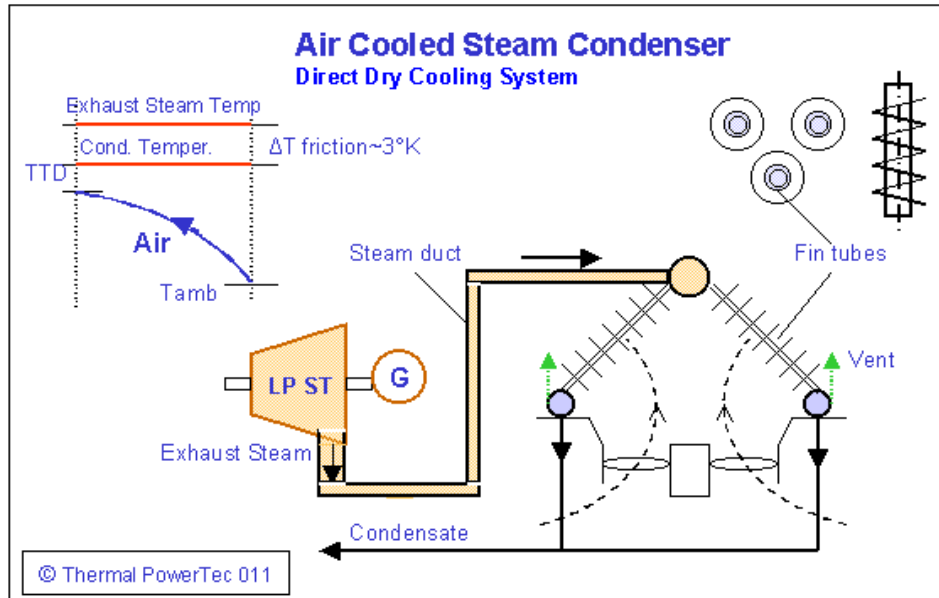 Air Cooled Steam Condenser
Direct Dry Cooling System
Exhaust Steam Temp
Cond. Temper.
ΔT friction~3°K
TTD
Air
Tamb
Steam duct
Fin tubes
LP ST
G
Vent
Exhaust Steam
Condensate
© Thermal PowerTec 011